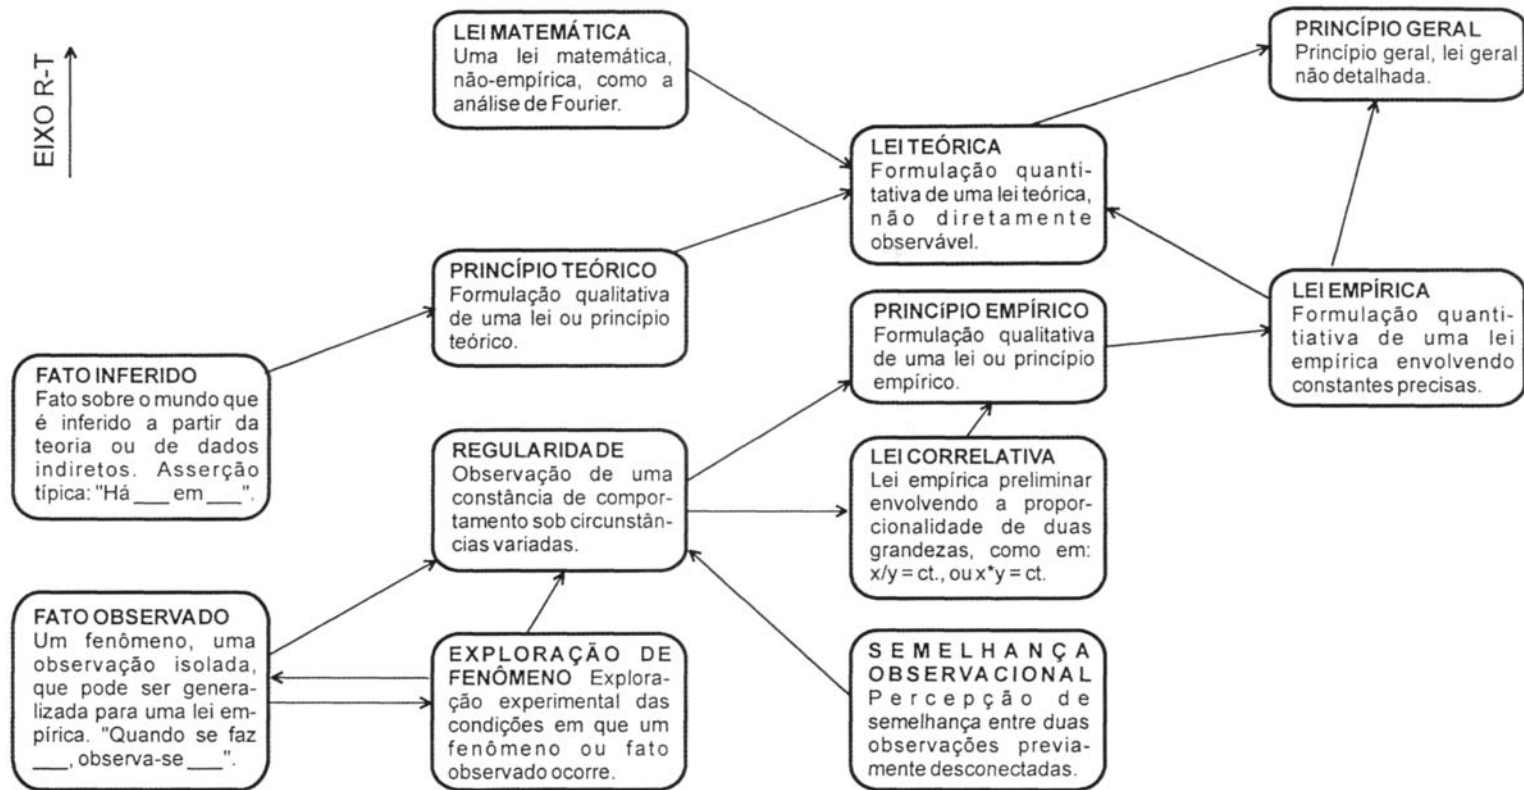 EIXO R-T
LEI MATEMÁTICA
Uma lei matemática,
não-empírica, como a
análise de Fourier.
PRINCÍPIO GERAL
Princípio geral, lei geral
não detalhada.
LEI TEÓRICA
Formulação quanti-
tativa de uma lei teórica,
não diretamente
observável.
PRINCÍPIO TEÓRICO
Formulação qualitativa
de uma lei ou princípio
teórico.
PRINCÍPIO EMPÍRICO
Formulação qualitativa
de uma lei ou princípio
empírico.
LEI EMPÍRICA
Formulação quanti-
tiativa de uma lei
empírica envolvendo
constantes precisas.
FATO INFERIDO
Fato sobre o mundo que
é inferido a partir da
teoria ou de dados
indiretos. Asserção
típica: "Há ___ em ___".
REGULARIDADE
Observação de uma
constância de compor-
tamento sob circunstân-
cias variadas.
LEI CORRELATIVA
Lei empírica preliminar
envolvendo a propor-
cionalidade de duas
grandezas, como em:
x/y = ct., ou x*y = ct.
FATO OBSERVADO
Um fenômeno, uma
observação isolada,
que pode ser genera-
lizada para uma lei em-
pírica. "Quando se faz
___, observa-se ___".
EXPLORAÇÃO DE
FENÔMENO Explora-
ção experimental das
condições em que um
fenômeno ou fato
observado ocorre.
SEMELHANÇA
OBSERVACIONAL
Percepção de
semelhança entre duas
observações previa-
mente desconectadas.